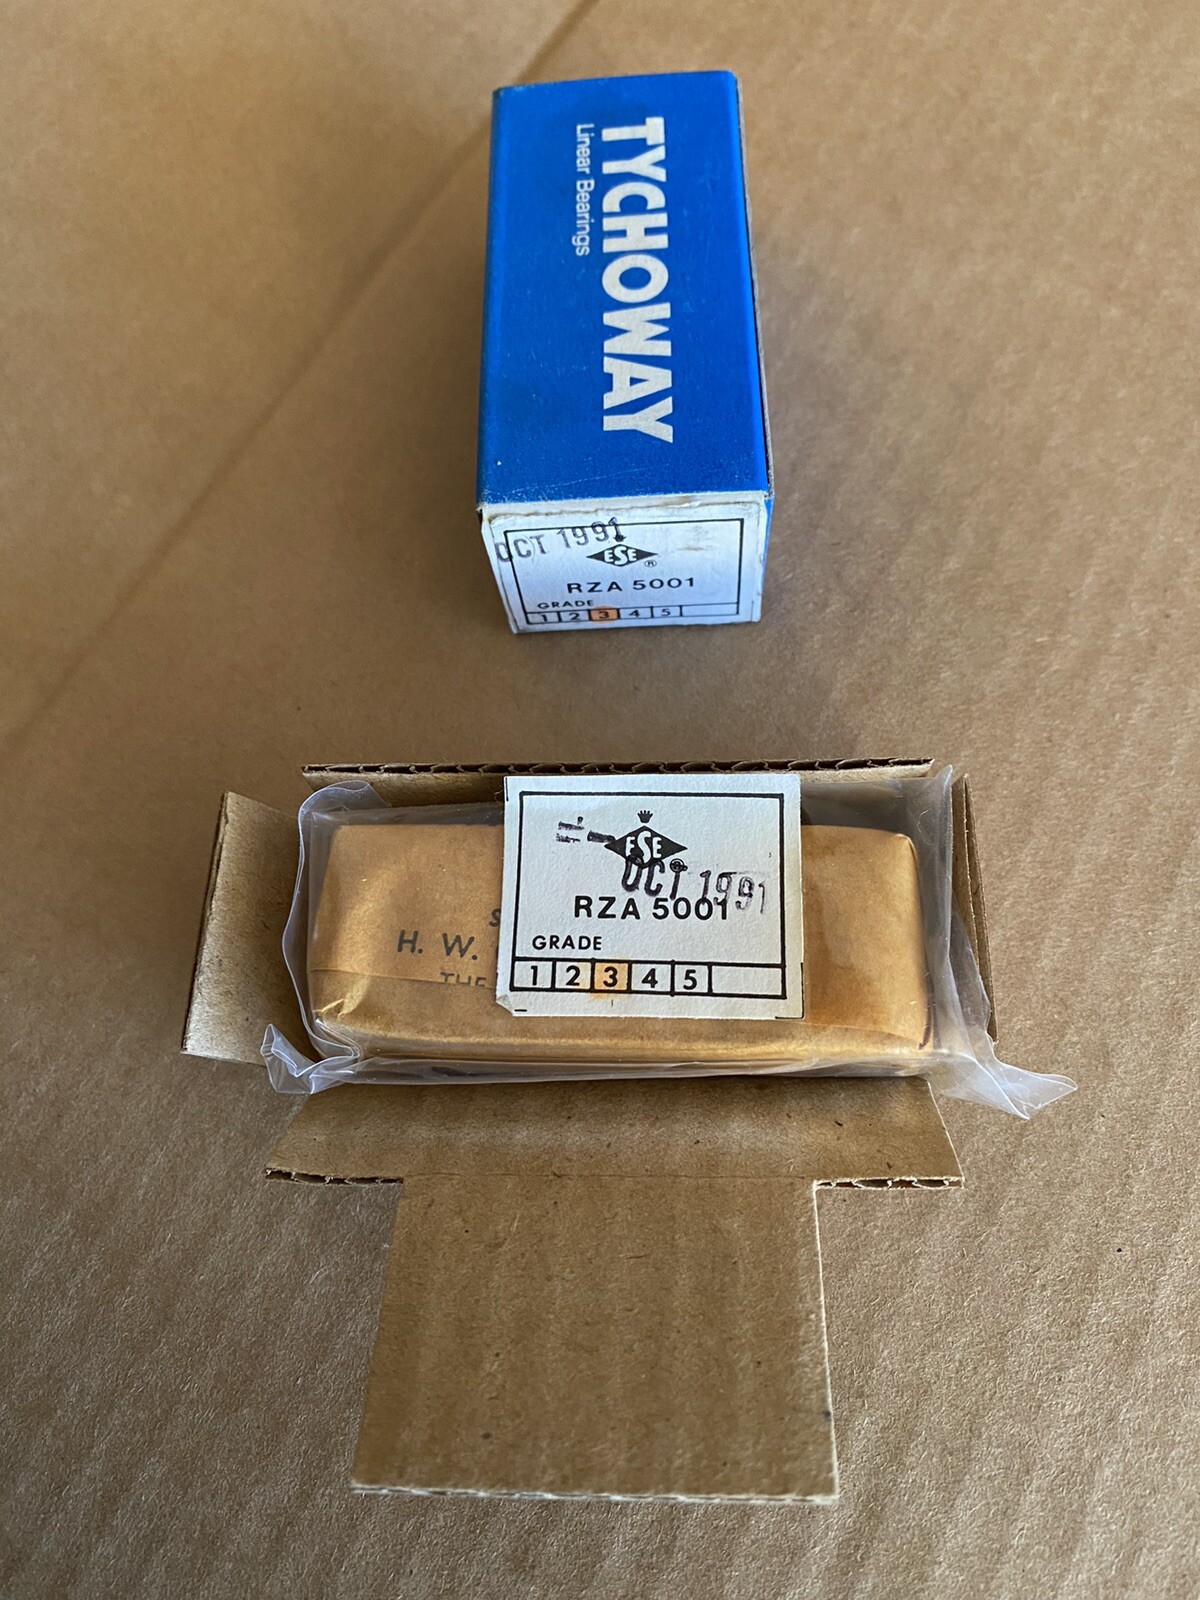 TYCHOWAY
Linear Bearings
OCT 1991
ESE ®
RZA 5001
GRADE
1 2 3 4 5
ESE ®
OCT 1991
RZA 5001
GRADE
1 2 3 4 5
H. W.
THE